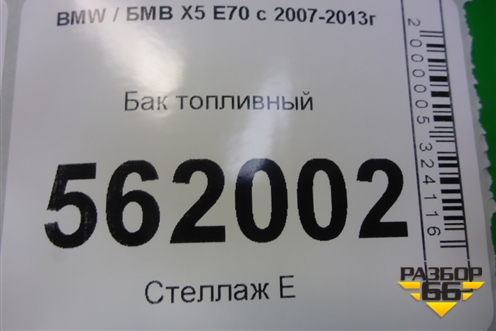 BMW / БМВ X5 E70 с 2007-2013г
Бак топливный
562002
Стеллаж Е
2000005324116
РАЗБОР
66